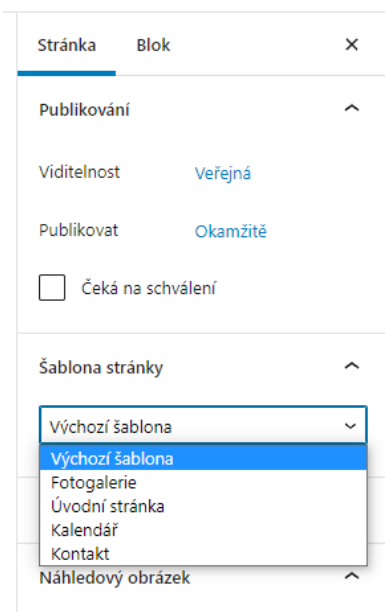 Stránka Blok ×
Publikování
Viditelnost Veřejná
Publikovat Okamžitě
Čeká na schválení
Šablona stránky
Výchozí šablona
Výchozí šablona
Fotogalerie
Úvodní stránka
Kalendář
Kontakt
Náhledový obrázek